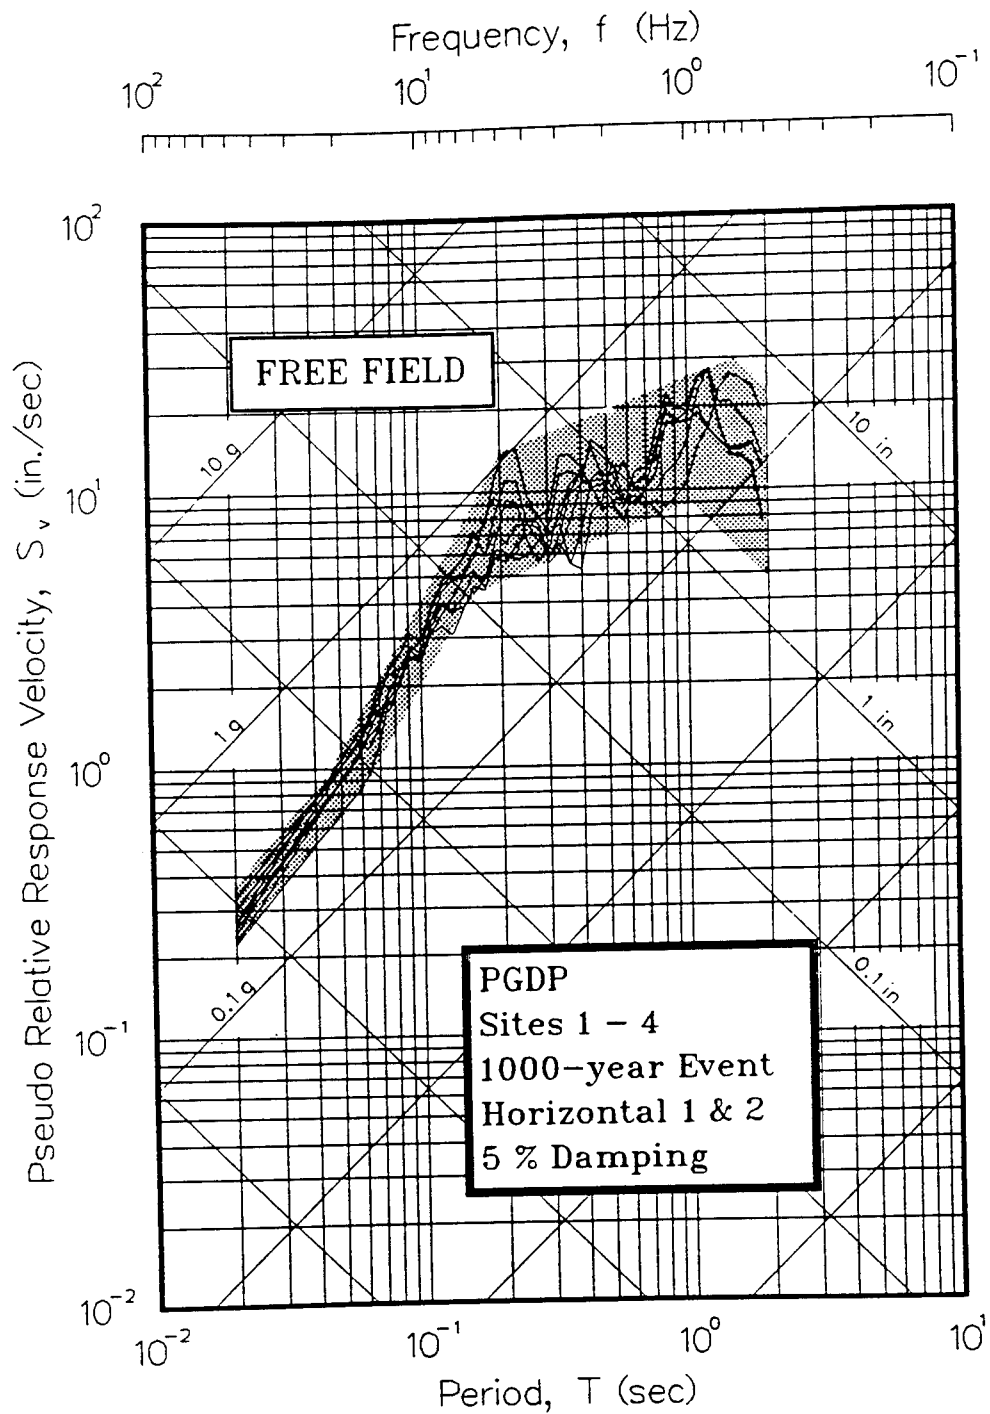 Frequency, f (Hz)
10² 10¹ 10⁰ 10⁻¹
10²
FREE FIELD
10 g
10 in
10¹
Pseudo Relative Response Velocity, Sᵥ (in./sec)
1 g
1 in
10⁰
0.1 g
0.1 in
PGDP
Sites 1 – 4
1000–year Event
Horizontal 1 & 2
5 % Damping
10⁻¹
10⁻²
10⁻² 10⁻¹ 10⁰ 10¹
Period, T (sec)